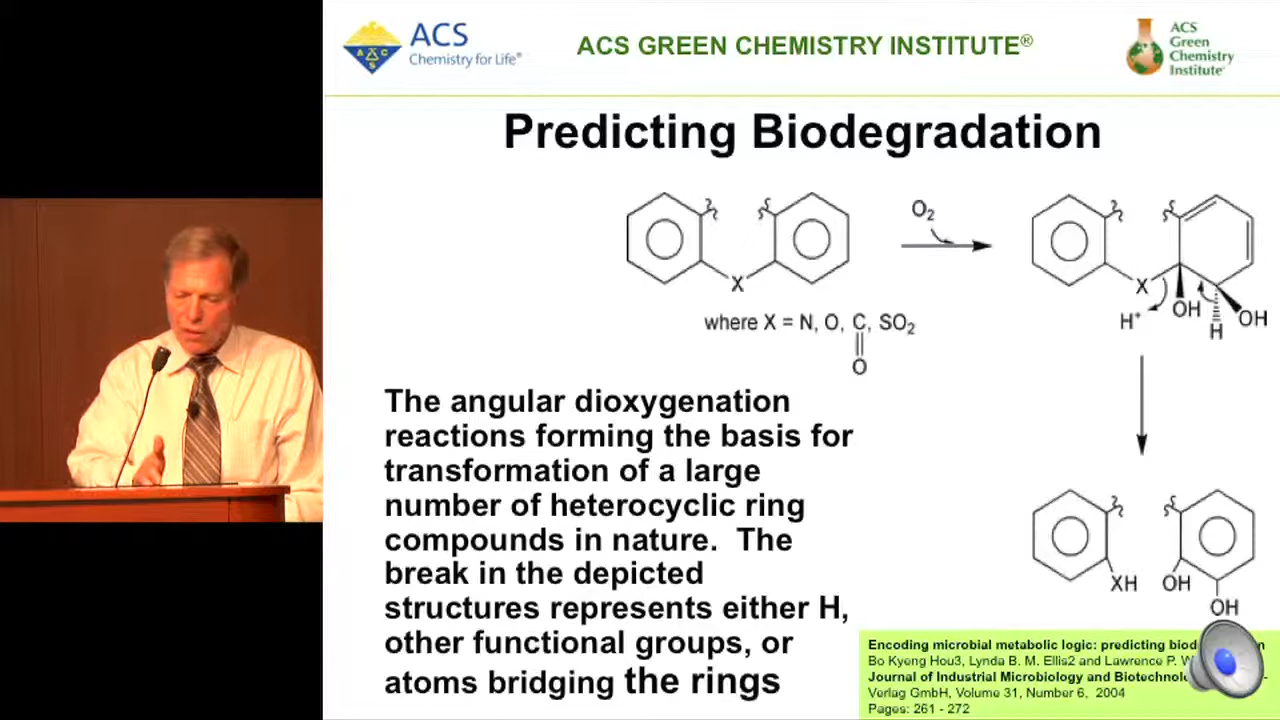 ACS
Chemistry for Life®
ACS GREEN CHEMISTRY INSTITUTE®
ACS
Green
Chemistry
Institute®
Predicting Biodegradation
O₂
X
where X = N, O, C, SO₂
O
X
H⁺
OH
H
OH
The angular dioxygenation
reactions forming the basis for
transformation of a large
number of heterocyclic ring
compounds in nature. The
break in the depicted
structures represents either H,
other functional groups, or
atoms bridging the rings
XH
OH
OH
Encoding microbial metabolic logic: predicting
Bo Kyeng Hou3, Lynda B. M. Ellis2 and Lawrence P.
Journal of Industrial Microbiology and
Verlag GmbH, Volume 31, Number 6, 2004
Pages: 261 - 272